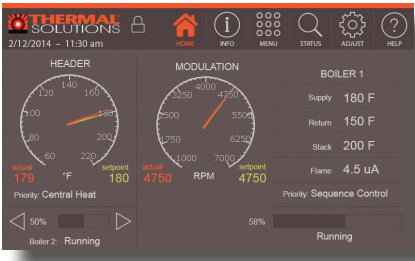 THERMAL
SOLUTIONS
2/12/2014 – 11:30 am
HOME
INFO
MENU
STATUS
ADJUST
HELP
HEADER
140
120
160
100
180
80
200
60
220
actual
179
°F
setpoint
180
Priority: Central Heat
50%
Boiler 2: Running
MODULATION
4000
3250
4750
2500
5500
1750
6250
1000
7000
actual
4750
RPM
setpoint
4750
BOILER 1
Supply 180 F
Return 150 F
Stack 200 F
Flame 4.5 uA
Priority: Sequence Control
58%
Running